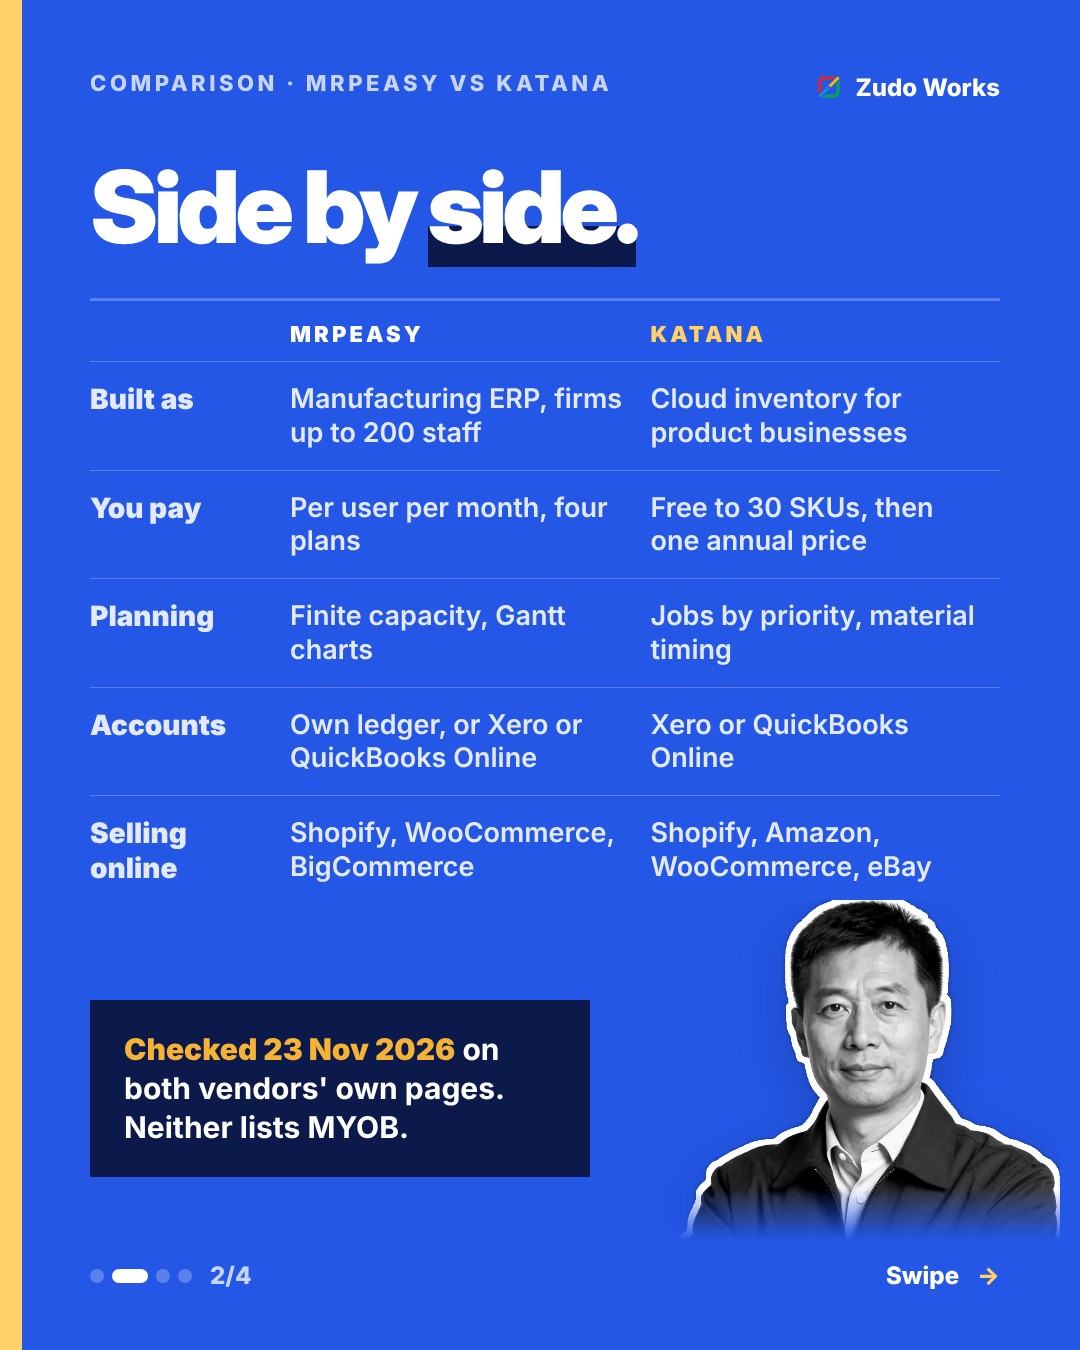 COMPARISON · MRPEASY VS KATANA
Zudo Works
Side by side.
MRPEASY
KATANA
Built as
Manufacturing ERP, firms
up to 200 staff
Cloud inventory for
product businesses
You pay
Per user per month, four
plans
Free to 30 SKUs, then
one annual price
Planning
Finite capacity, Gantt
charts
Jobs by priority, material
timing
Accounts
Own ledger, or Xero or
QuickBooks Online
Xero or QuickBooks
Online
Selling
online
Shopify, WooCommerce,
BigCommerce
Shopify, Amazon,
WooCommerce, eBay
Checked 23 Nov 2026 on
both vendors' own pages.
Neither lists MYOB.
2/4
Swipe →